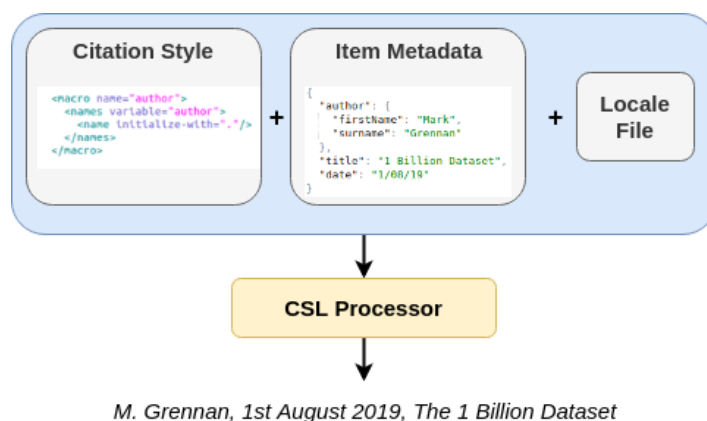 Citation Style
<macro name="author">
<names variable="author">
<name initialize-with="."/>
</names>
</macro>
+
Item Metadata
{
"author": {
"firstName": "Mark",
"surname": "Grennan"
},
"title": "1 Billion Dataset",
"date": "1/08/19"
}
+
Locale
File
CSL Processor
M. Grennan, 1st August 2019, The 1 Billion Dataset